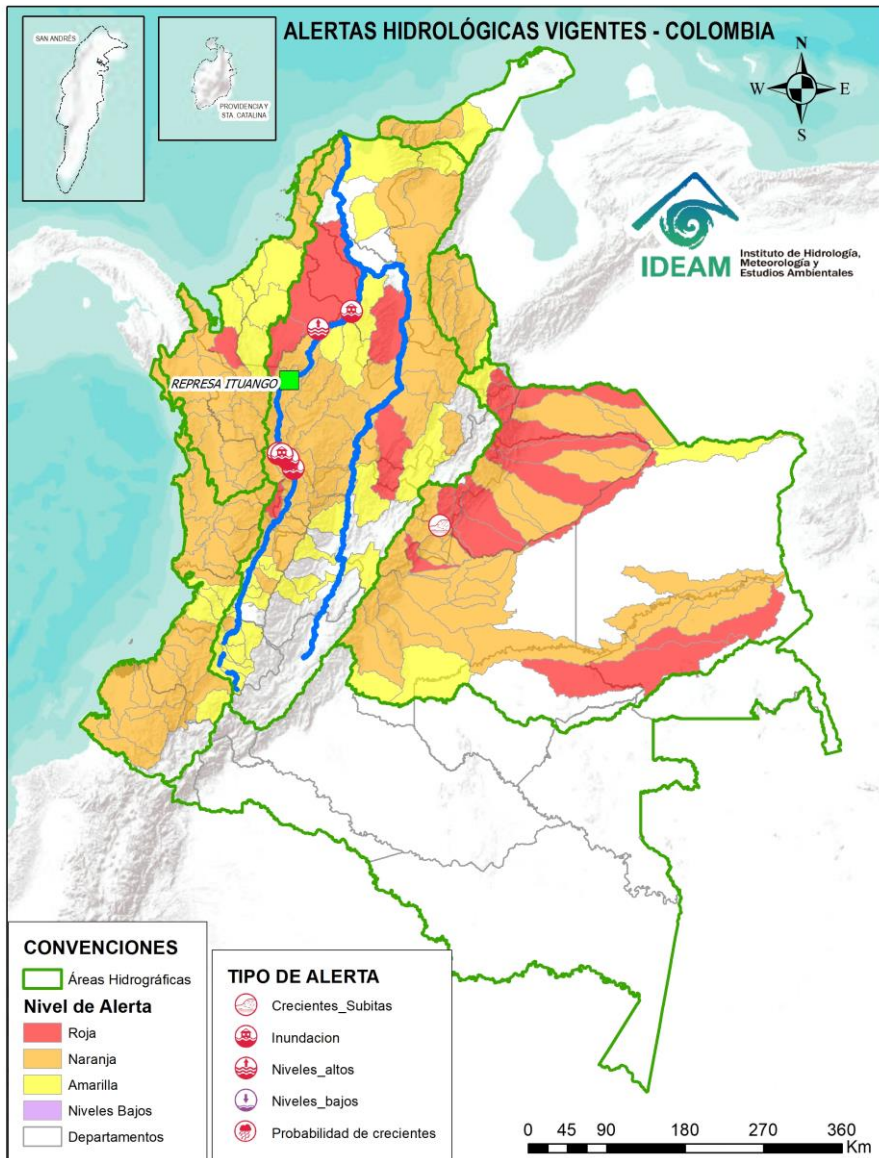 ALERTAS HIDROLÓGICAS VIGENTES - COLOMBIA
SAN ANDRÉS
PROVIDENCIA Y
STA. CATALINA
N
W
E
S
IDEAM
Instituto de Hidrología,
Meteorología y
Estudios Ambientales
REPRESA ITUANGO
CONVENCIONES
Áreas Hidrográficas
Nivel de Alerta
Roja
Naranja
Amarilla
Niveles Bajos
Departamentos
TIPO DE ALERTA
Crecientes_Subitas
Inundacion
Niveles_altos
Niveles_bajos
Probabilidad de crecientes
0 45 90 180 270 360
Km